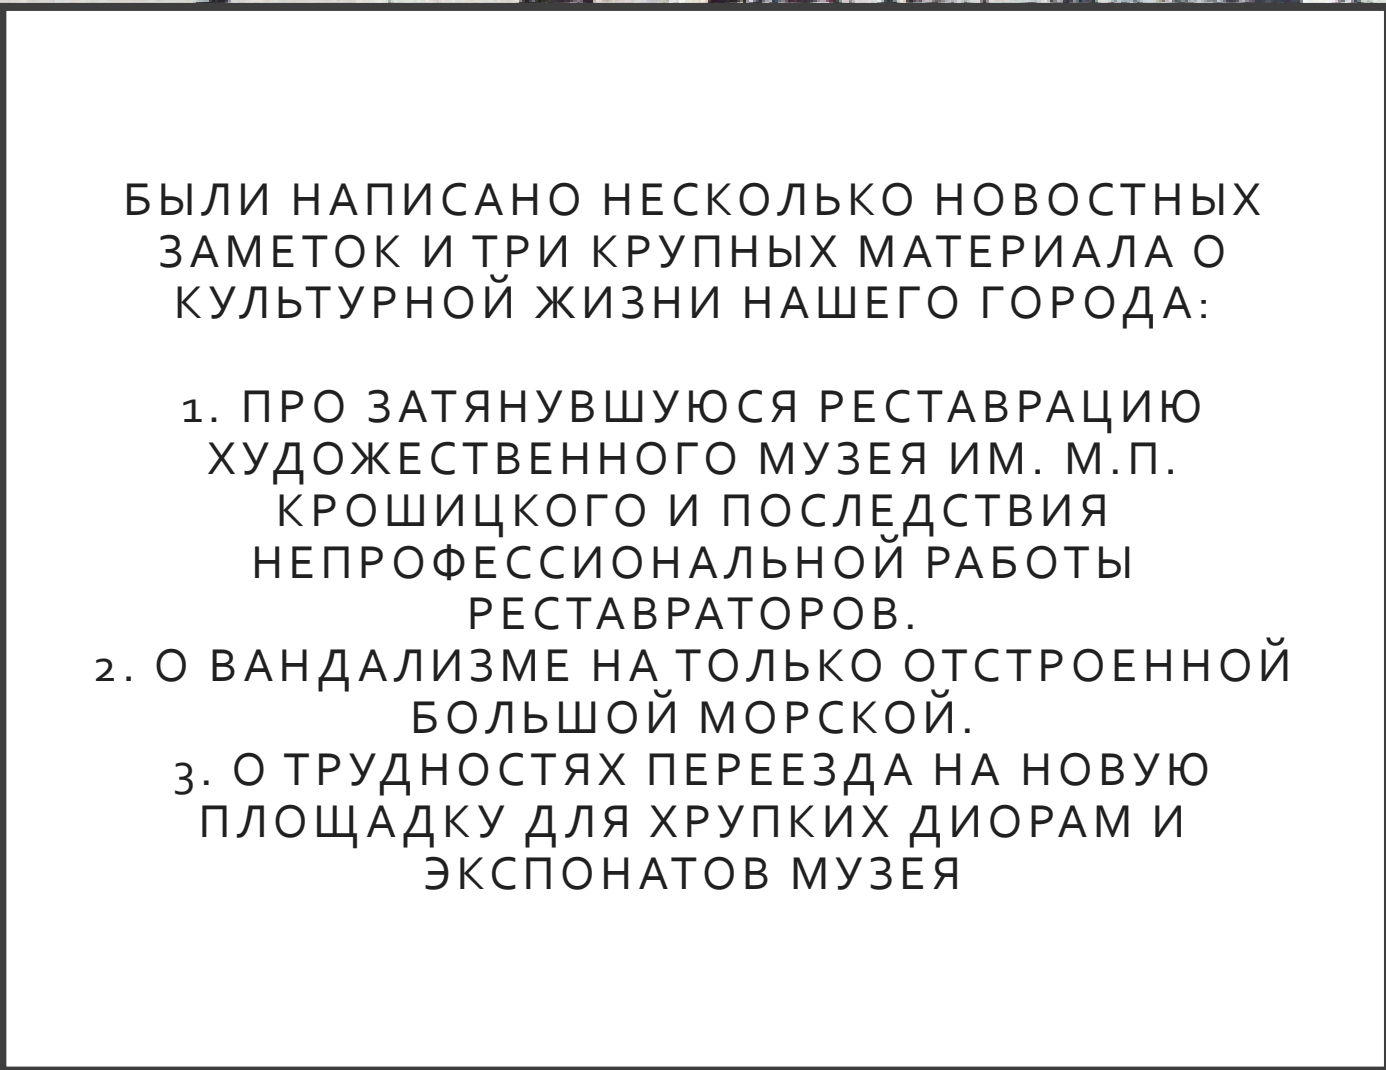 БЫЛИ НАПИСАНО НЕСКОЛЬКО НОВОСТНЫХ
ЗАМЕТОК И ТРИ КРУПНЫХ МАТЕРИАЛА О
КУЛЬТУРНОЙ ЖИЗНИ НАШЕГО ГОРОДА:
1. ПРО ЗАТЯНУВШУЮСЯ РЕСТАВРАЦИЮ
ХУДОЖЕСТВЕННОГО МУЗЕЯ ИМ. М.П.
КРОШИЦКОГО И ПОСЛЕДСТВИЯ
НЕПРОФЕССИОНАЛЬНОЙ РАБОТЫ
РЕСТАВРАТОРОВ.
2. О ВАНДАЛИЗМЕ НА ТОЛЬКО ОТСТРОЕННОЙ
БОЛЬШОЙ МОРСКОЙ.
3. О ТРУДНОСТЯХ ПЕРЕЕЗДА НА НОВУЮ
ПЛОЩАДКУ ДЛЯ ХРУПКИХ ДИОРАМ И
ЭКСПОНАТОВ МУЗЕЯ